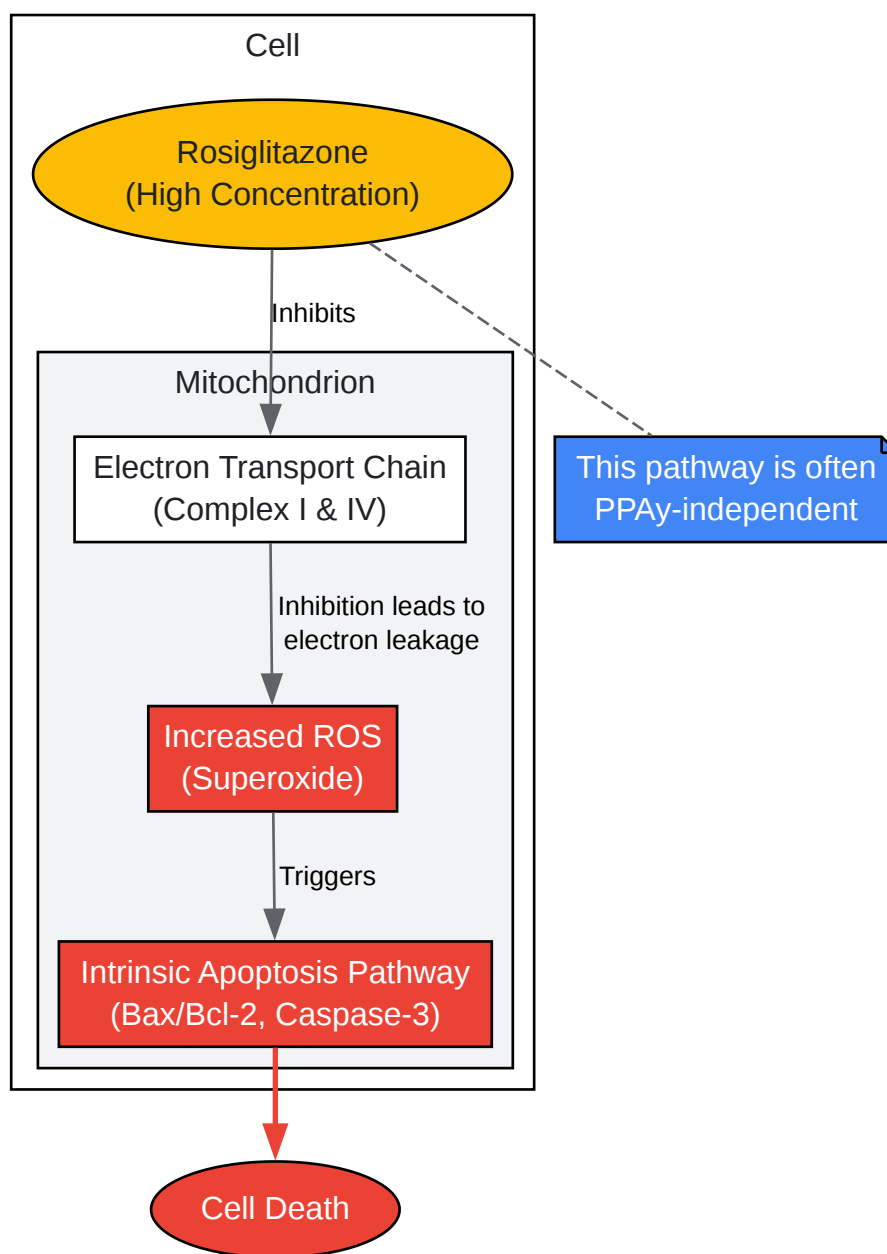 Cell
Rosiglitazone
(High Concentration)
Inhibits
Mitochondrion
Electron Transport Chain
(Complex I & IV)
This pathway is often
PPAy-independent
Inhibition leads to
electron leakage
Increased ROS
(Superoxide)
Triggers
Intrinsic Apoptosis Pathway
(Bax/Bcl-2, Caspase-3)
Cell Death